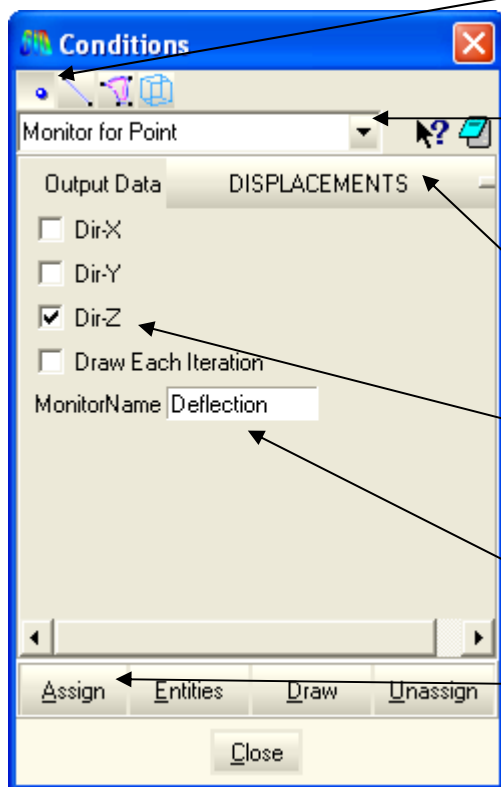 Conditions
Monitor for Point
Output Data DISPLACEMENTS
Dir-X
Dir-Y
Dir-Z
Draw Each Iteration
MonitorName Deflection
Assign Entities Draw Unassign
Close